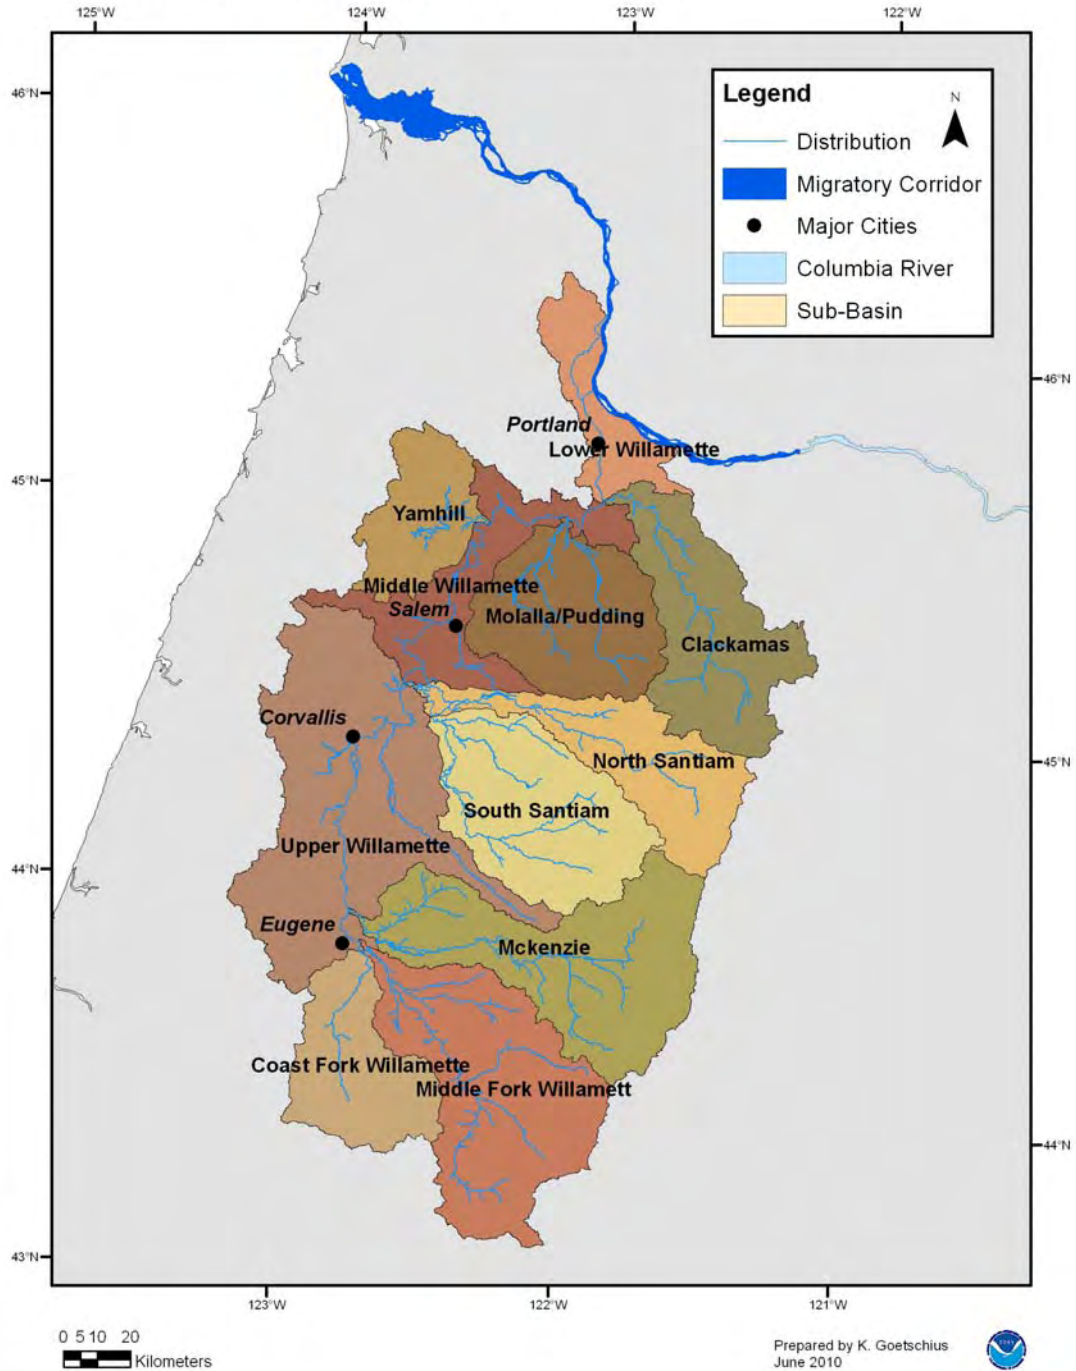 125°W 124°W 123°W 122°W
46°N
Legend
N
Distribution
Migratory Corridor
Major Cities
Columbia River
Sub-Basin
46°N
Portland
Lower Willamette
45°N
Yamhill
Middle Willamette
Salem
Molalla/Pudding
Clackamas
Corvallis
North Santiam
45°N
South Santiam
Upper Willamette
44°N
Eugene
Mckenzie
Coast Fork Willamette
Middle Fork Willamett
44°N
43°N
123°W 122°W 121°W
0 5 10 20
Kilometers
Prepared by K. Goetschius
June 2010